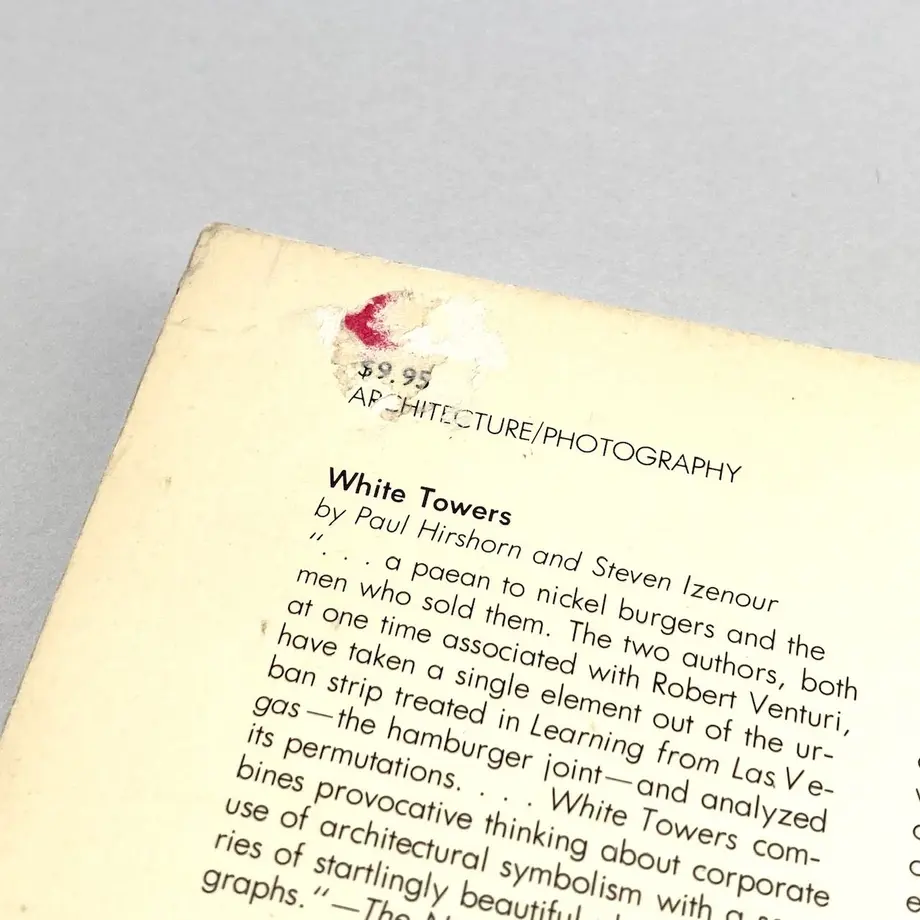 $9.95
ARCHITECTURE/PHOTOGRAPHY
White Towers
by Paul Hirshorn and Steven Izenour
". . . a paean to nickel burgers and the
men who sold them. The two authors, both
at one time associated with Robert Venturi,
have taken a single element out of the ur-
ban strip treated in Learning from Las Ve-
gas—the hamburger joint—and analyzed
its permutations. . . . White Towers com-
bines provocative thinking about corporate
use of architectural symbolism with a
ries of startlingly beautiful
graphs."—The